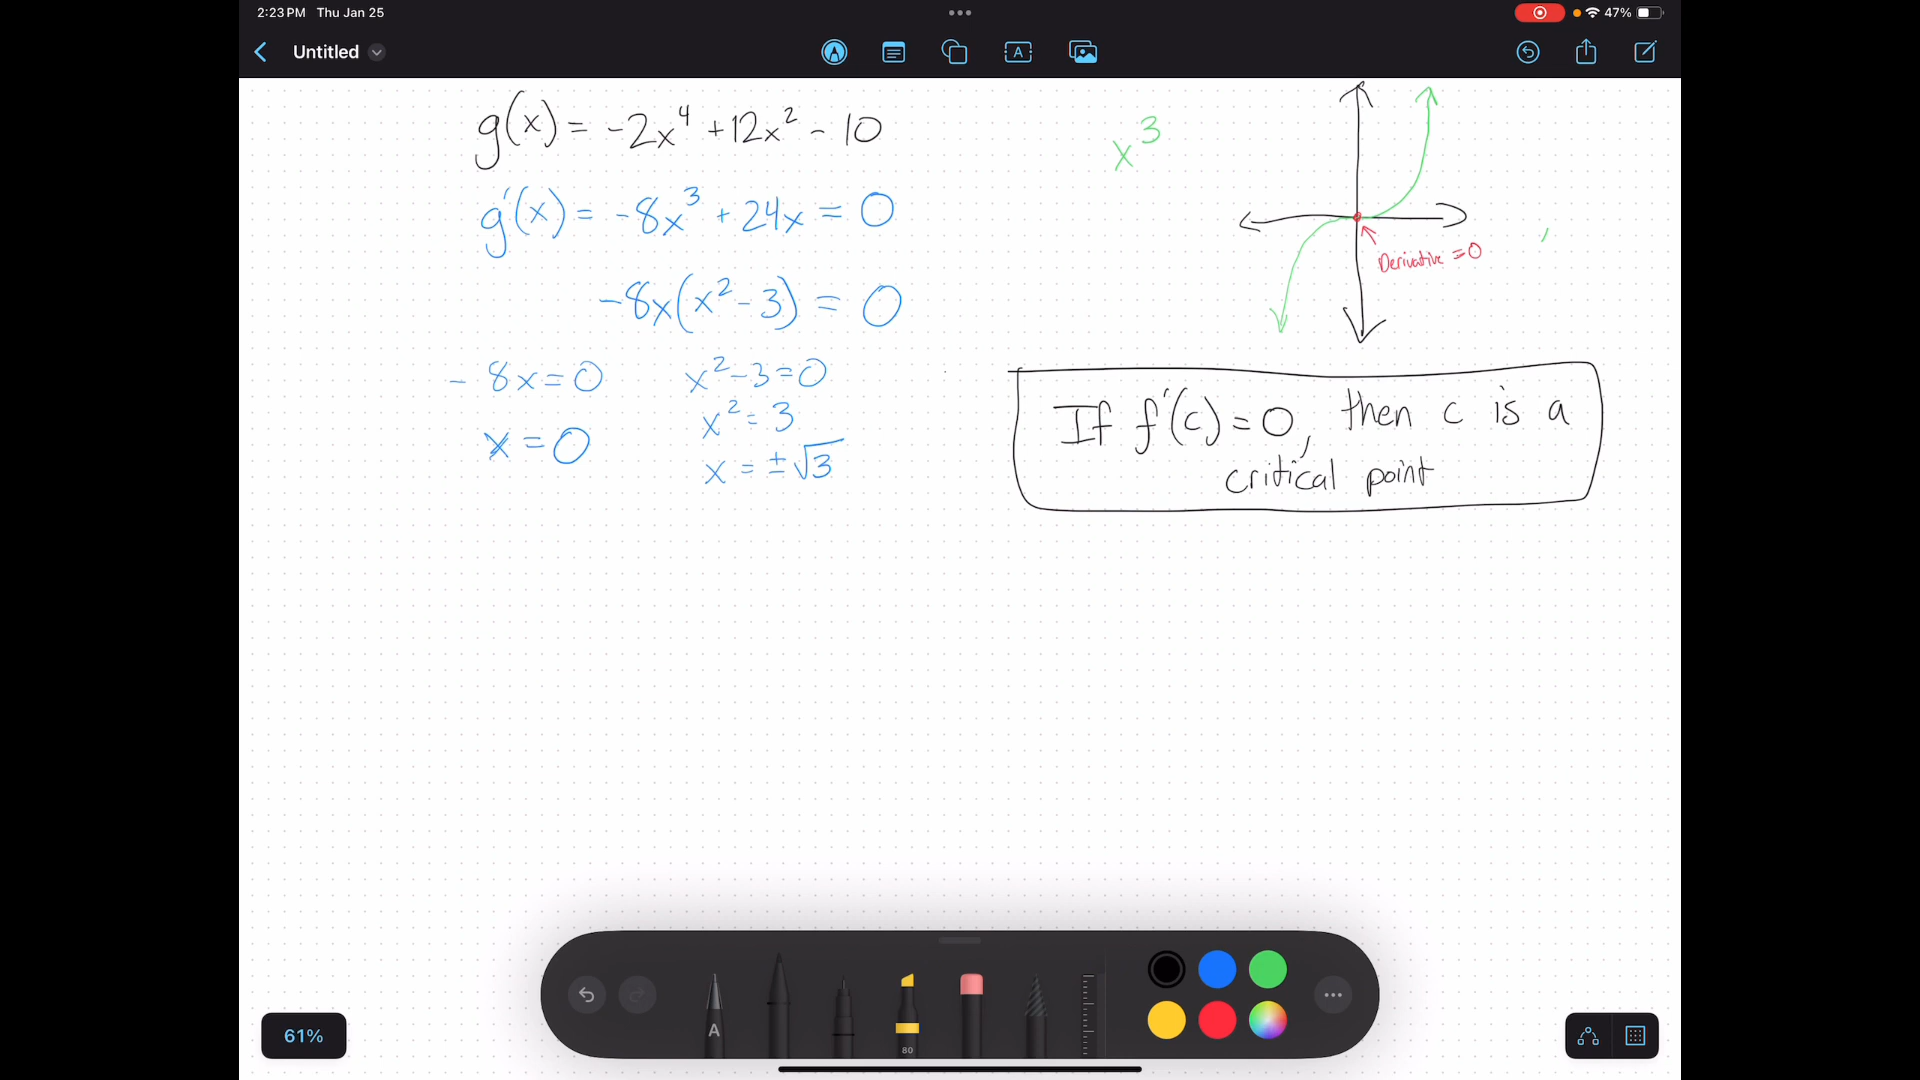 2:23 PM Thu Jan 25
47%
Untitled
A
g(x) = -2x⁴ + 12x² - 10
g'(x) = -8x³ + 24x = 0
-8x(x² - 3) = 0
- 8x = 0
x = 0
x² - 3 = 0
x² = 3
x = ±√3
x³
Derivative = 0
If f'(c) = 0, then c is a
critical point
A
80
61%